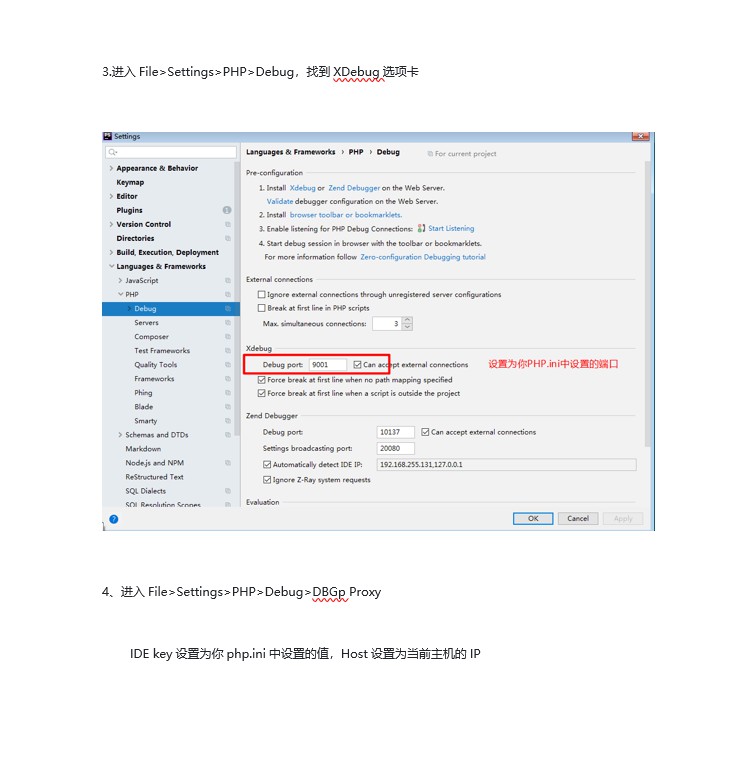 3.进入 File>Settings>PHP>Debug，找到 XDebug 选项卡
Settings
Languages & Frameworks › PHP › Debug
For current project
Appearance & Behavior
Keymap
Editor
Plugins
1
Version Control
Directories
Build, Execution, Deployment
Languages & Frameworks
JavaScript
PHP
Debug
Servers
Composer
Test Frameworks
Quality Tools
Frameworks
Phing
Blade
Smarty
Schemas and DTDs
Markdown
Node.js and NPM
ReStructured Text
SQL Dialects
SQL Resolution Scopes
Pre-configuration
1. Install Xdebug or Zend Debugger on the Web Server.
Validate debugger configuration on the Web Server.
2. Install browser toolbar or bookmarklets.
3. Enable listening for PHP Debug Connections: Start Listening
4. Start debug session in browser with the toolbar or bookmarklets.
For more information follow Zero-configuration Debugging tutorial
External connections
Ignore external connections through unregistered server configurations
Break at first line in PHP scripts
Max. simultaneous connections: 3
Xdebug
Debug port: 9001 Can accept external connections 设置为你PHP.ini中设置的端口
Force break at first line when no path mapping specified
Force break at first line when a script is outside the project
Zend Debugger
Debug port: 10137 Can accept external connections
Settings broadcasting port: 20080
Automatically detect IDE IP: 192.168.255.131,127.0.0.1
Ignore Z-Ray system requests
Evaluation
?
OK Cancel Apply
4、进入 File>Settings>PHP>Debug>DBGp Proxy
IDE key 设置为你 php.ini 中设置的值，Host 设置为当前主机的 IP